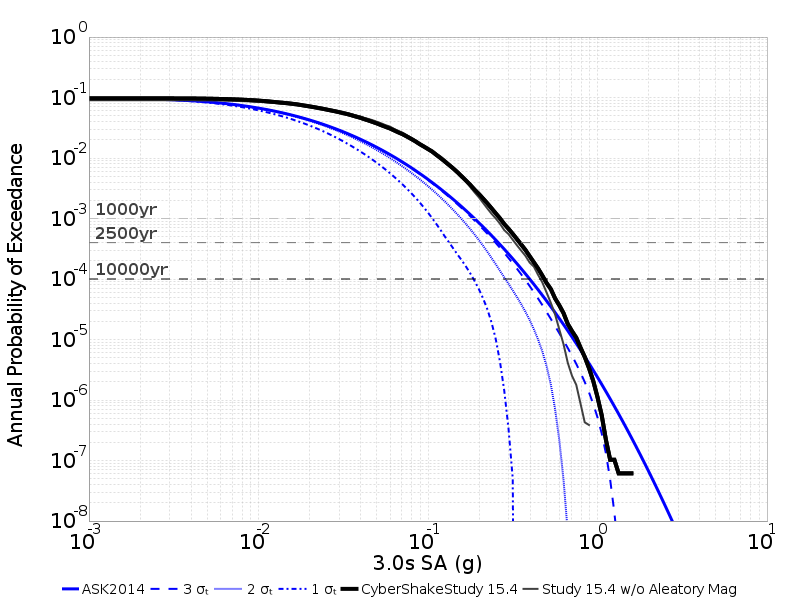 10^0
10^-1
10^-2
10^-3
10^-4
10^-5
10^-6
10^-7
10^-8
Annual Probability of Exceedance
1000yr
2500yr
10000yr
10^-3 10^-2 10^-1 10^0 10^1
3.0s SA (g)
ASK2014 3 σₜ 2 σₜ 1 σₜ CyberShakeStudy 15.4 Study 15.4 w/o Aleatory Mag